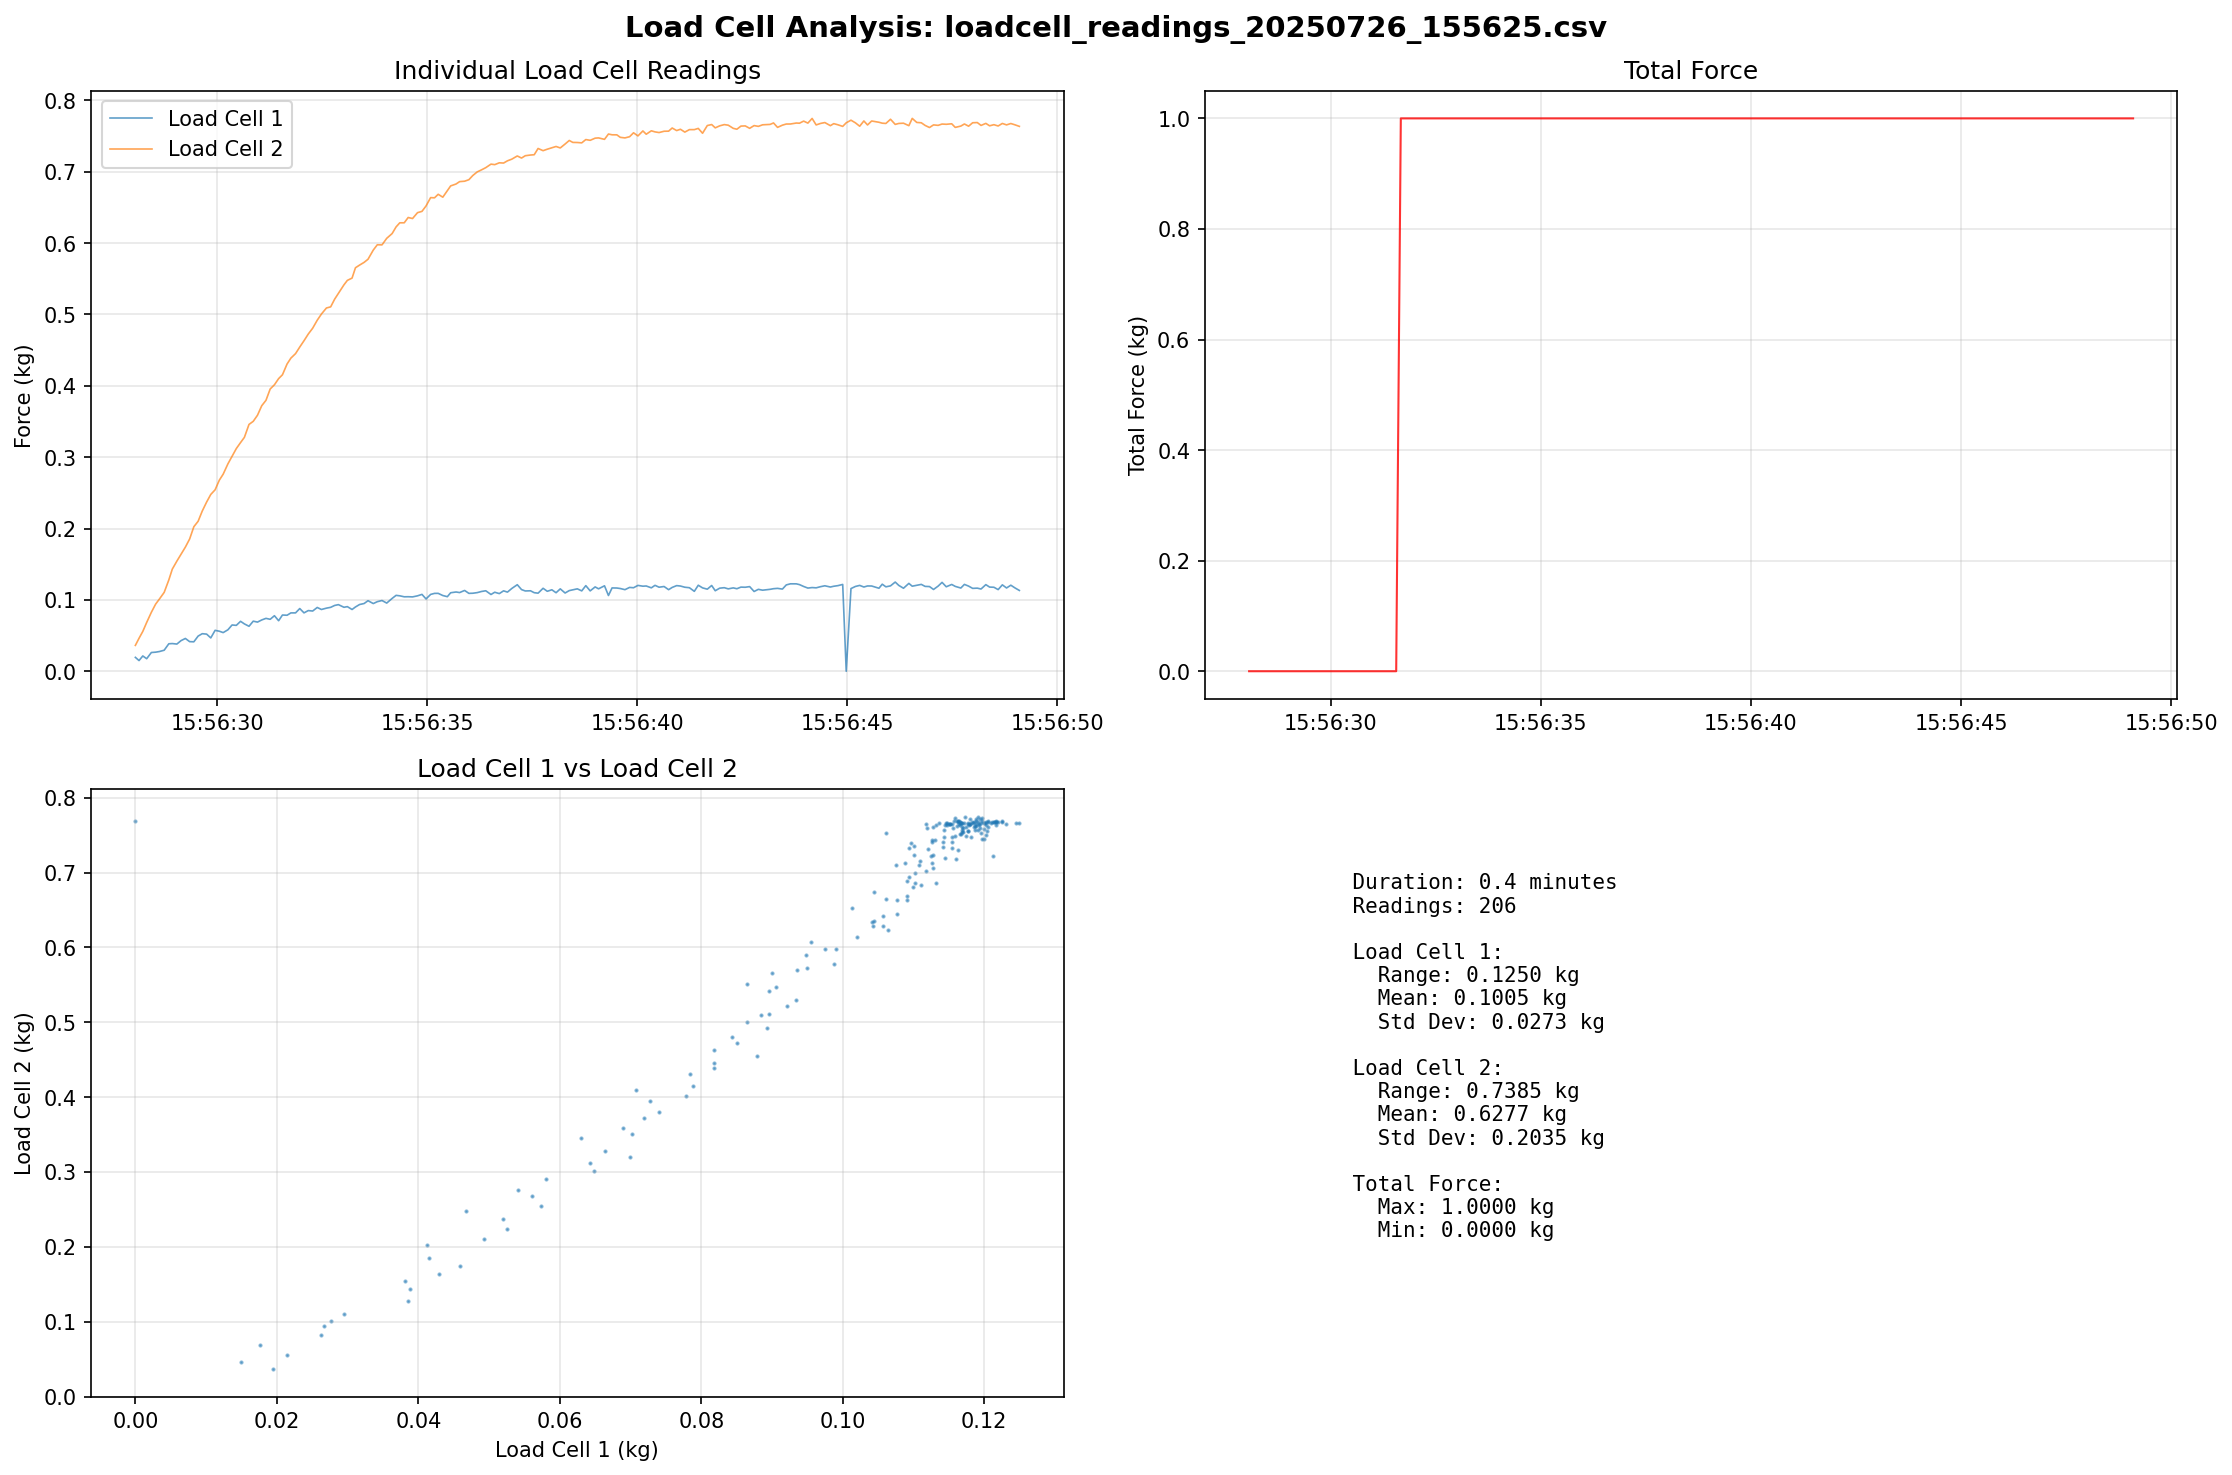 Load Cell Analysis: loadcell_readings_20250726_155625.csv
Individual Load Cell Readings
Load Cell 1
Load Cell 2
Force (kg)
0.8
0.7
0.6
0.5
0.4
0.3
0.2
0.1
0.0
15:56:30 15:56:35 15:56:40 15:56:45 15:56:50
Total Force
Total Force (kg)
1.0
0.8
0.6
0.4
0.2
0.0
15:56:30 15:56:35 15:56:40 15:56:45 15:56:50
Load Cell 1 vs Load Cell 2
Load Cell 2 (kg)
0.8
0.7
0.6
0.5
0.4
0.3
0.2
0.1
0.0
0.00 0.02 0.04 0.06 0.08 0.10 0.12
Load Cell 1 (kg)
Duration: 0.4 minutes
Readings: 206
Load Cell 1:
Range: 0.1250 kg
Mean: 0.1005 kg
Std Dev: 0.0273 kg
Load Cell 2:
Range: 0.7385 kg
Mean: 0.6277 kg
Std Dev: 0.2035 kg
Total Force:
Max: 1.0000 kg
Min: 0.0000 kg